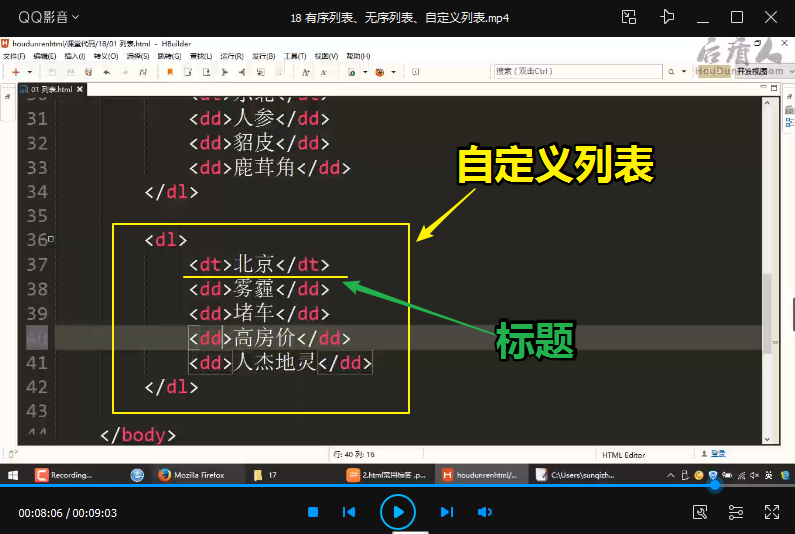 QQ影音
18 有序列表、无序列表、自定义列表.mp4
houdunrenhtml/课堂代码/18/01 列表.html - HBuilder
文件(F) 编辑(E) 插入(I) 转义(O) 选择(S) 跳转(G) 查找(L) 运行(R) 发行(B) 工具(T) 视图(V) 帮助(H)
后盾人
搜索（双击Ctrl）
开发视图
01 列表.html
31 <dd>人参</dd>
32 <dd>貂皮</dd>
33 <dd>鹿茸角</dd>
34 </dl>
自定义列表
35
36 <dl>
37 <dt>北京</dt>
38 <dd>雾霾</dd>
39 <dd>堵车</dd>
40 <dd>高房价</dd>
标题
41 <dd>人杰地灵</dd>
42 </dl>
43
44 </body>
行: 40 列: 16
HTML Editor
登录
Recording...
Mozilla Firefox
17
2.html常用标签 .p...
houdunrenhtml/...
C:\Users\sunqizh...
英
00:08:06 / 00:09:03